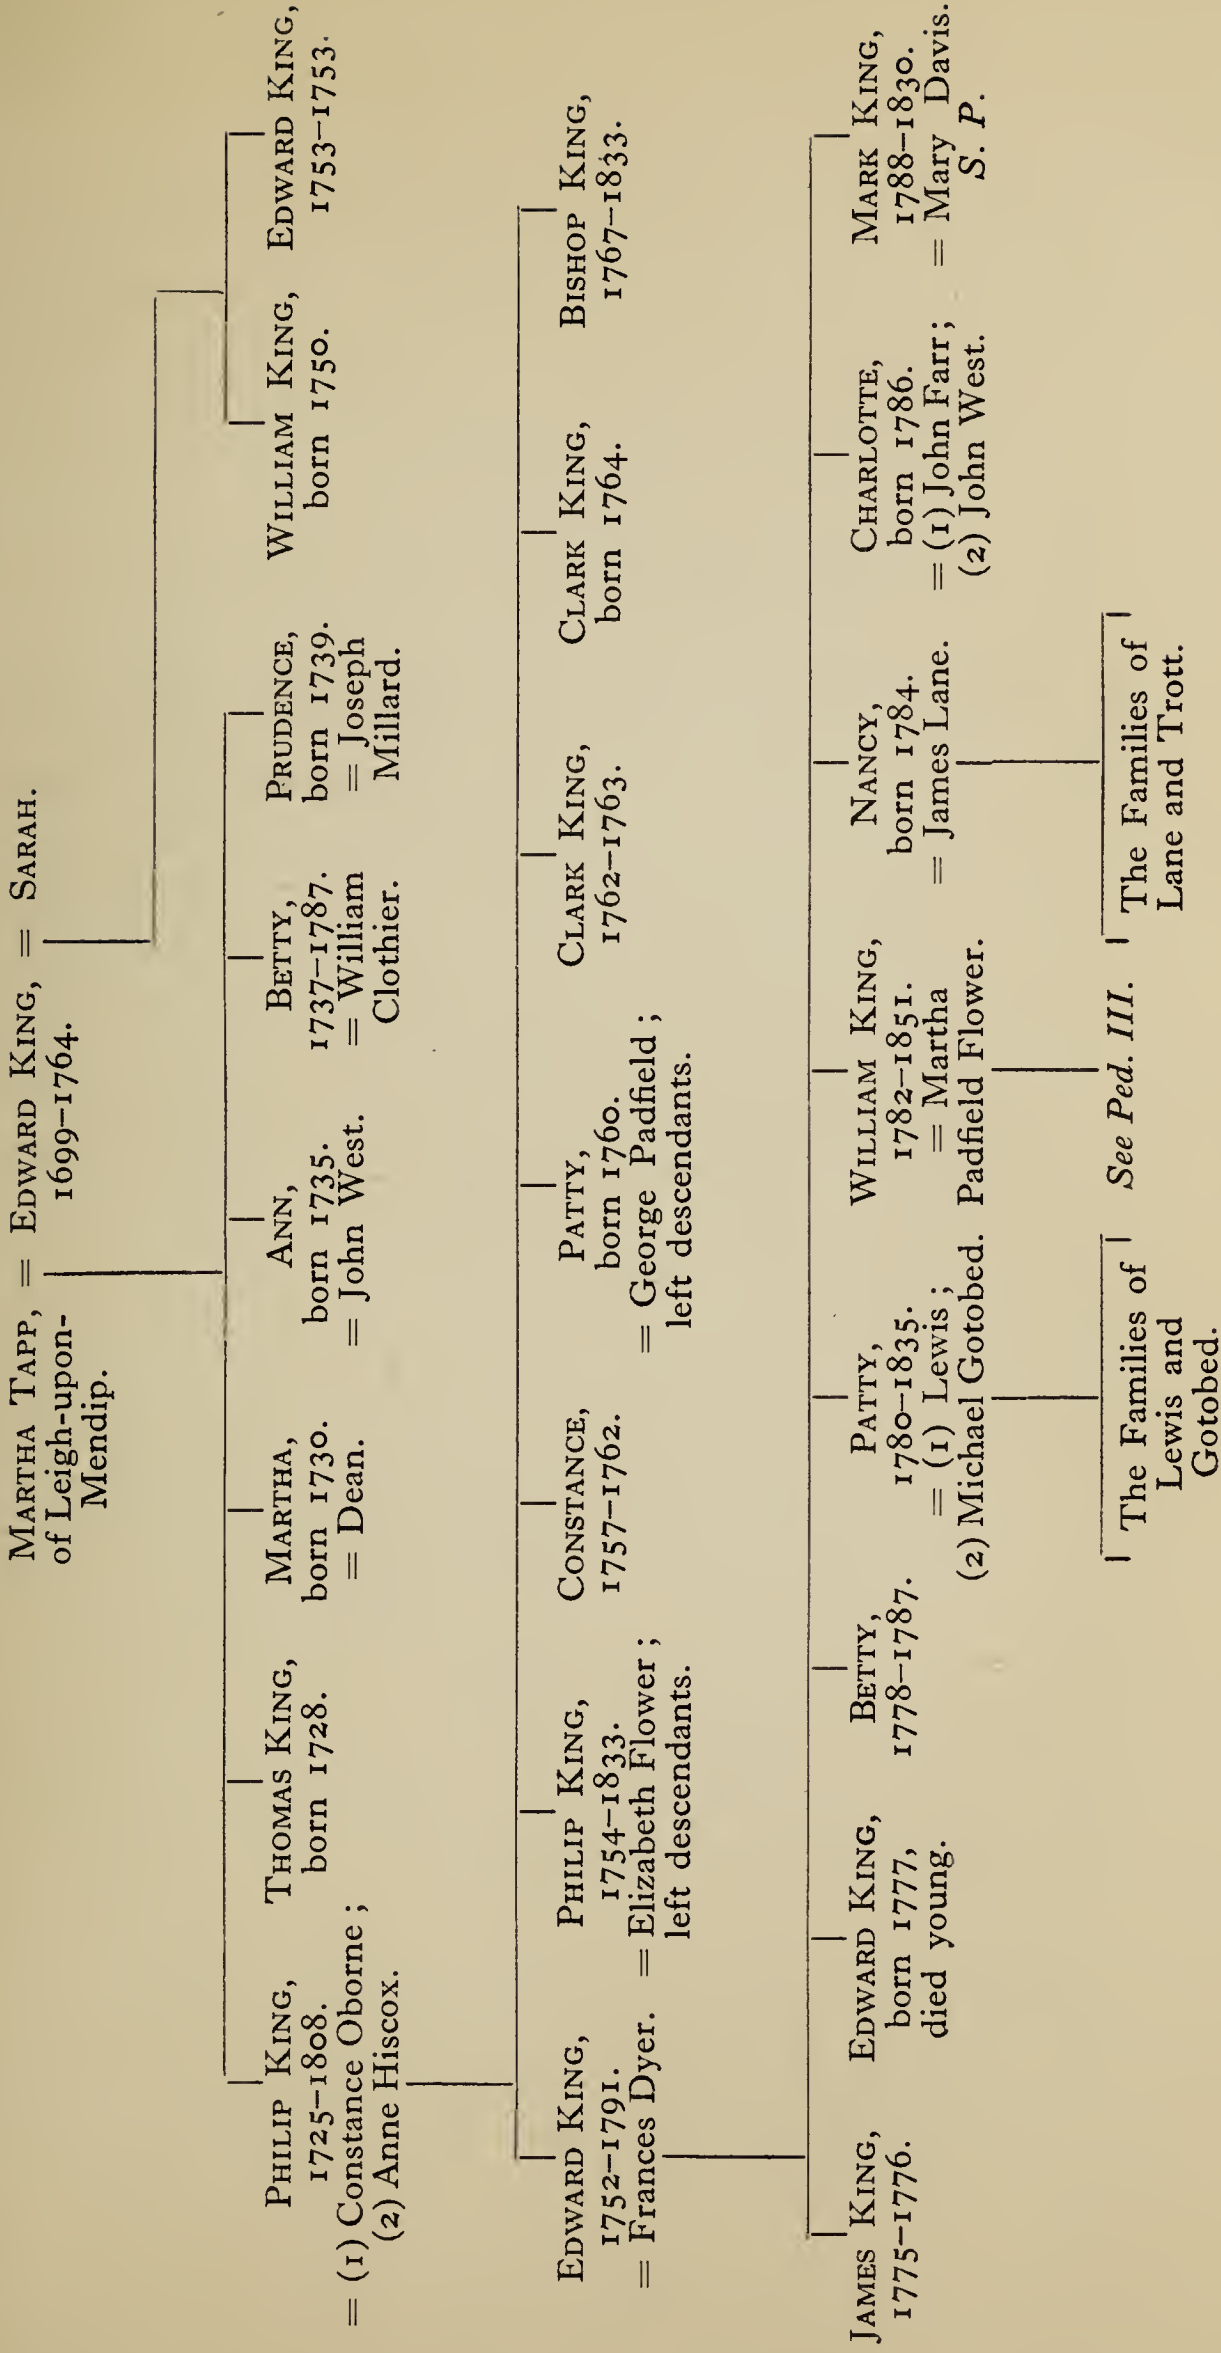 MARTHA TAPP, = EDWARD KING, = SARAH.
of Leigh-upon-
Mendip.
1699–1764.
PHILIP KING,
1725–1808.
= (1) Constance Oborne ;
(2) Anne Hiscox.
THOMAS KING,
born 1728.
MARTHA,
born 1730.
= Dean.
ANN,
born 1735.
= John West.
BETTY,
1737–1787.
= William
Clothier.
PRUDENCE,
born 1739.
= Joseph
Millard.
WILLIAM KING,
born 1750.
EDWARD KING,
1753–1753.
EDWARD KING,
1752–1791.
= Frances Dyer.
PHILIP KING,
1754–1833.
= Elizabeth Flower ;
left descendants.
CONSTANCE,
1757–1762.
PATTY,
born 1760.
= George Padfield ;
left descendants.
CLARK KING,
1762–1763.
CLARK KING,
born 1764.
BISHOP KING,
1767–1833.
JAMES KING,
1775–1776.
EDWARD KING,
born 1777,
died young.
BETTY,
1778–1787.
PATTY,
1780–1835.
= (1) Lewis ;
(2) Michael Gotobed.
WILLIAM KING,
1782–1851.
= Martha
Padfield Flower.
NANCY,
born 1784.
= James Lane.
CHARLOTTE,
born 1786.
= (1) John Farr ;
(2) John West.
MARK KING,
1788–1830.
= Mary Davis.
S. P.
The Families of
Lewis and
Gotobed.
See Ped. III.
The Families of
Lane and Trott.